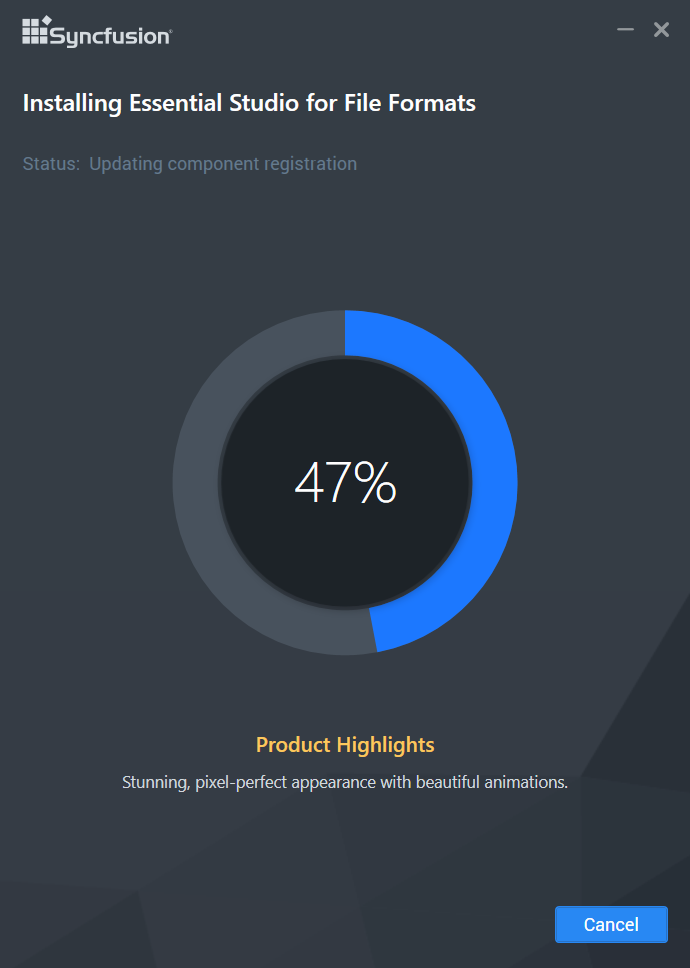 Syncfusion®
Installing Essential Studio for File Formats
Status: Updating component registration
47%
Product Highlights
Stunning, pixel-perfect appearance with beautiful animations.
Cancel